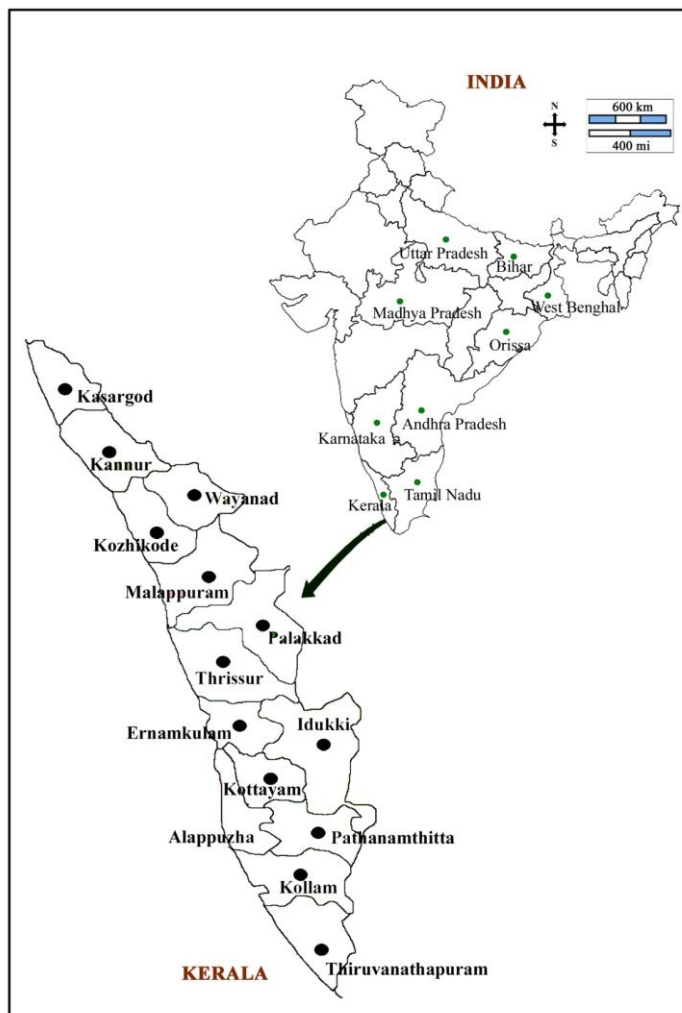 INDIA
N
S
600 km
400 mi
Uttar Pradesh
Bihar
Madhya Pradesh
West Benghal
Orissa
Karnataka
Andhra Pradesh
Kerala
Tamil Nadu
Kasargod
Kannur
Wayanad
Kozhikode
Malappuram
Palakkad
Thrissur
Ernamkulam
Idukki
Kottayam
Alappuzha
Pathanamthitta
Kollam
Thiruvanathapuram
KERALA